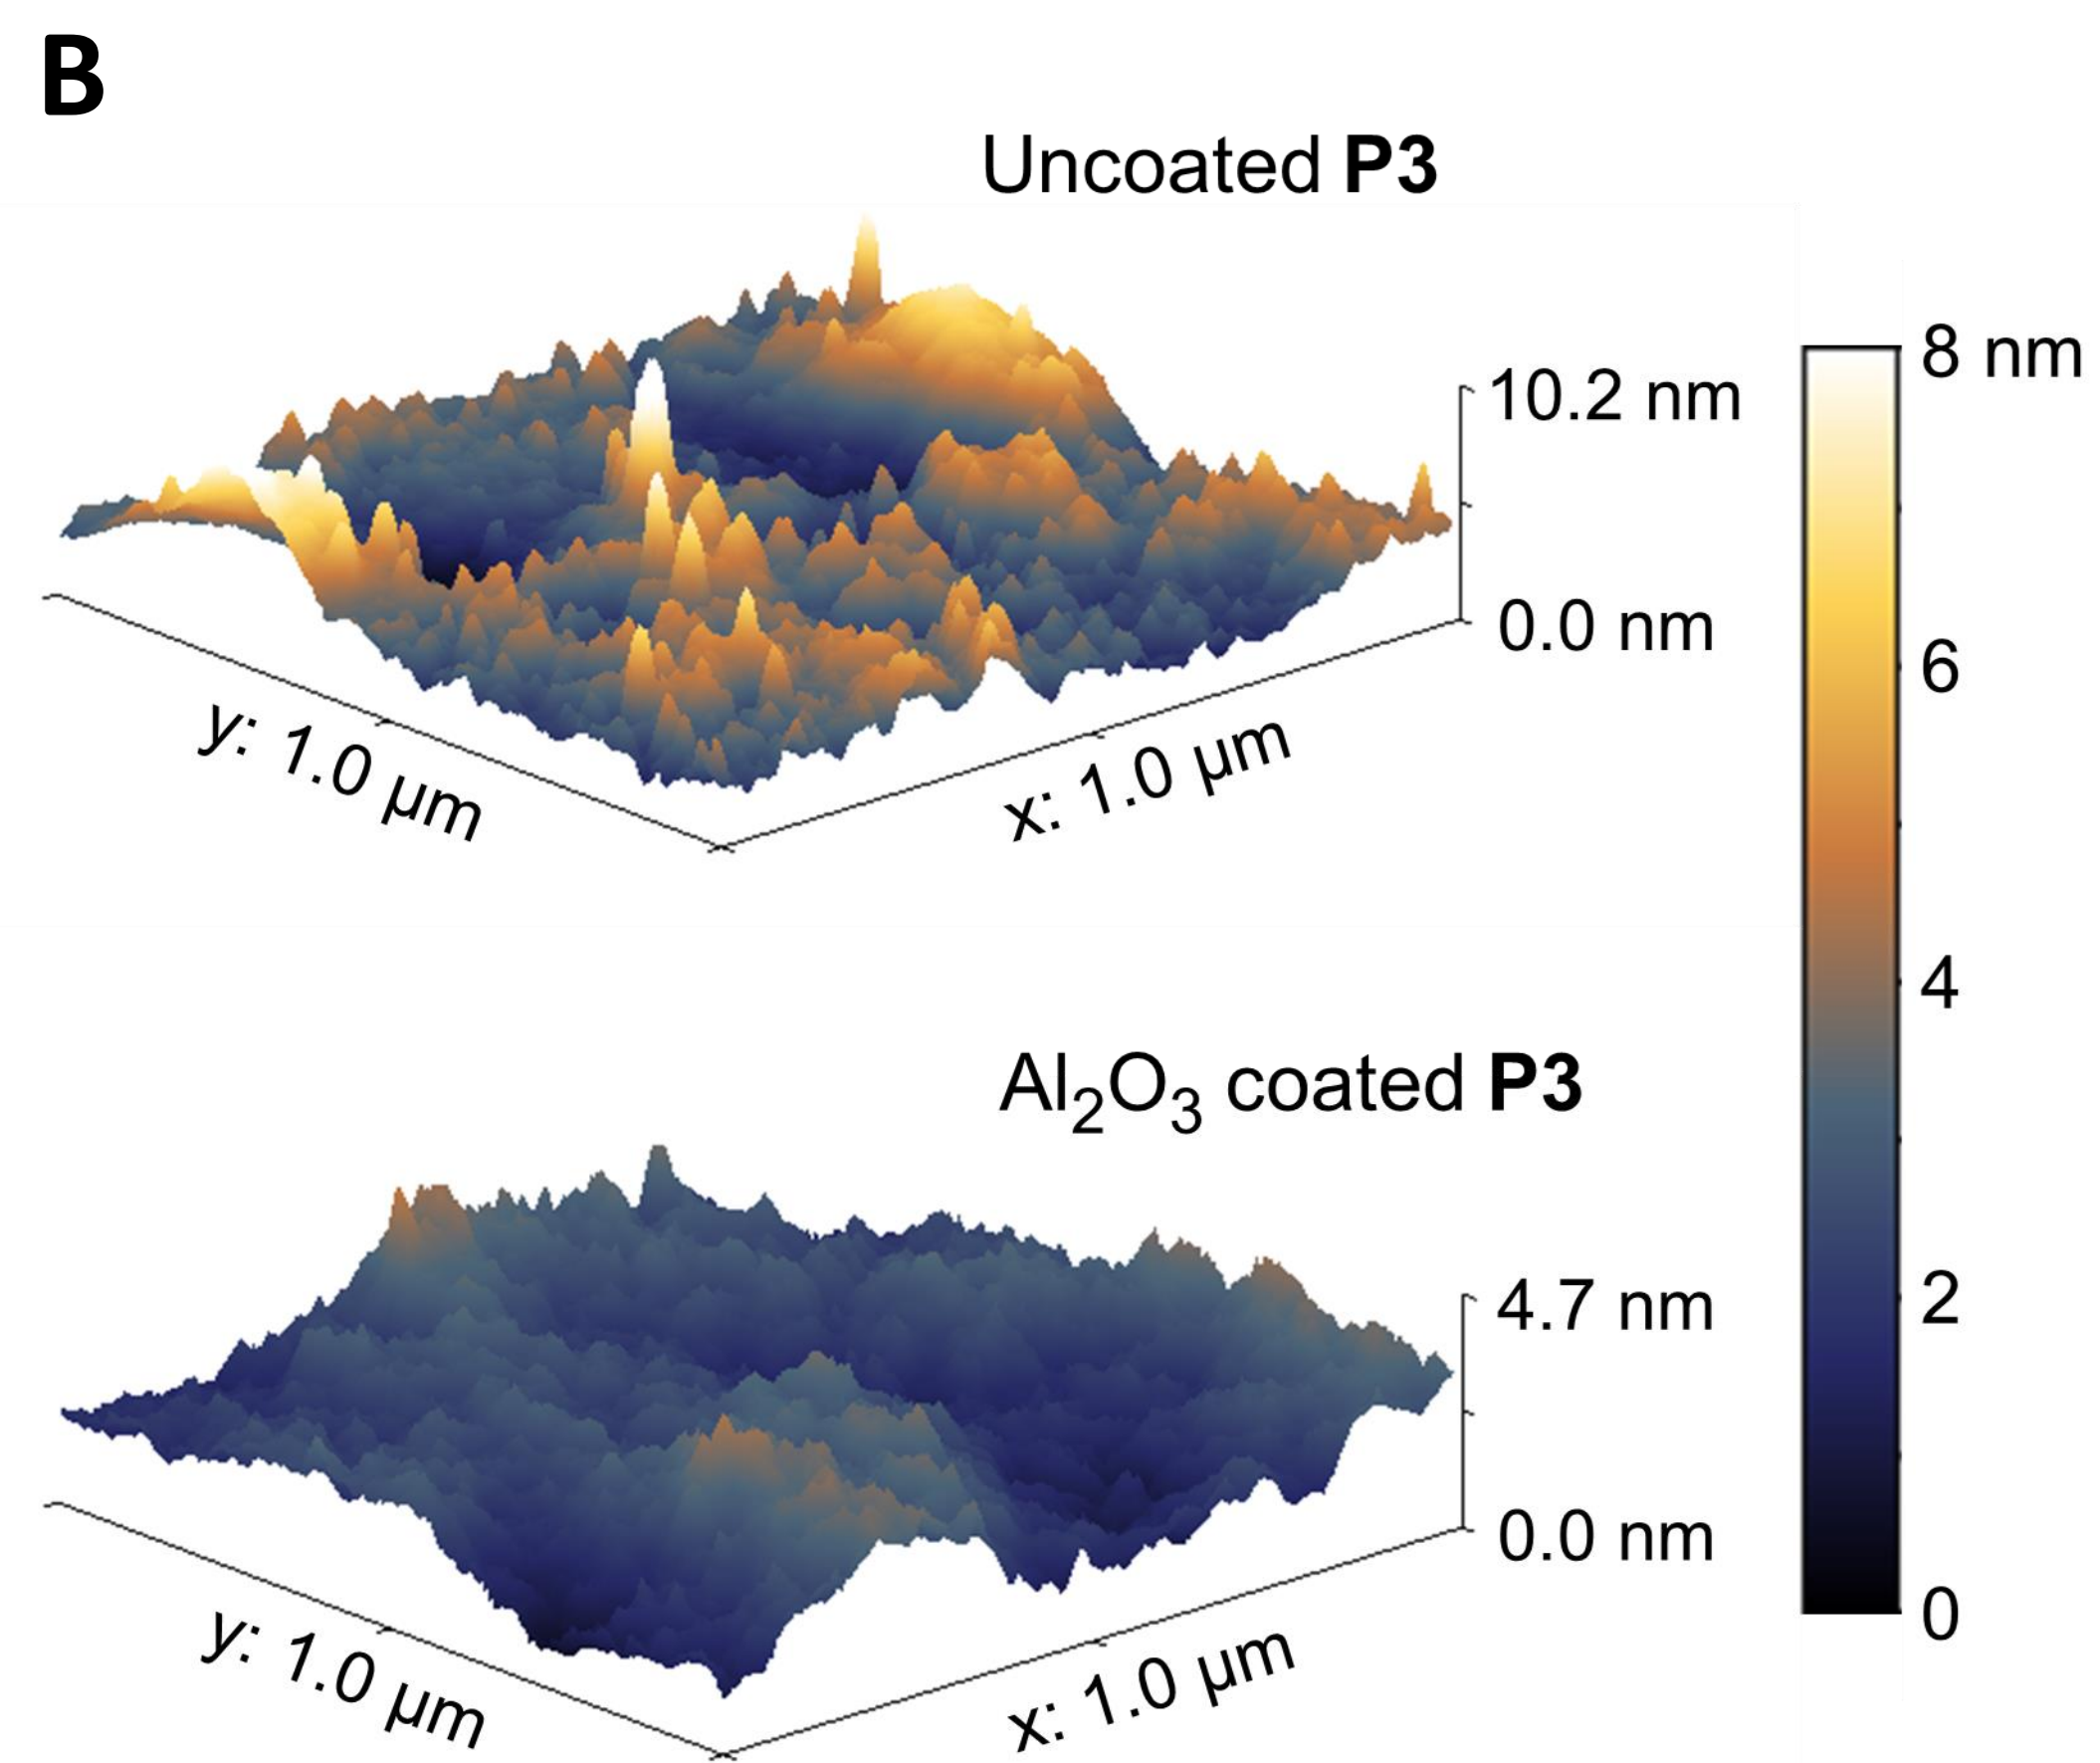 B
Uncoated P3
10.2 nm
0.0 nm
y: 1.0 µm
x: 1.0 µm
8 nm
6
4
2
0
Al₂O₃ coated P3
4.7 nm
0.0 nm
y: 1.0 µm
x: 1.0 µm